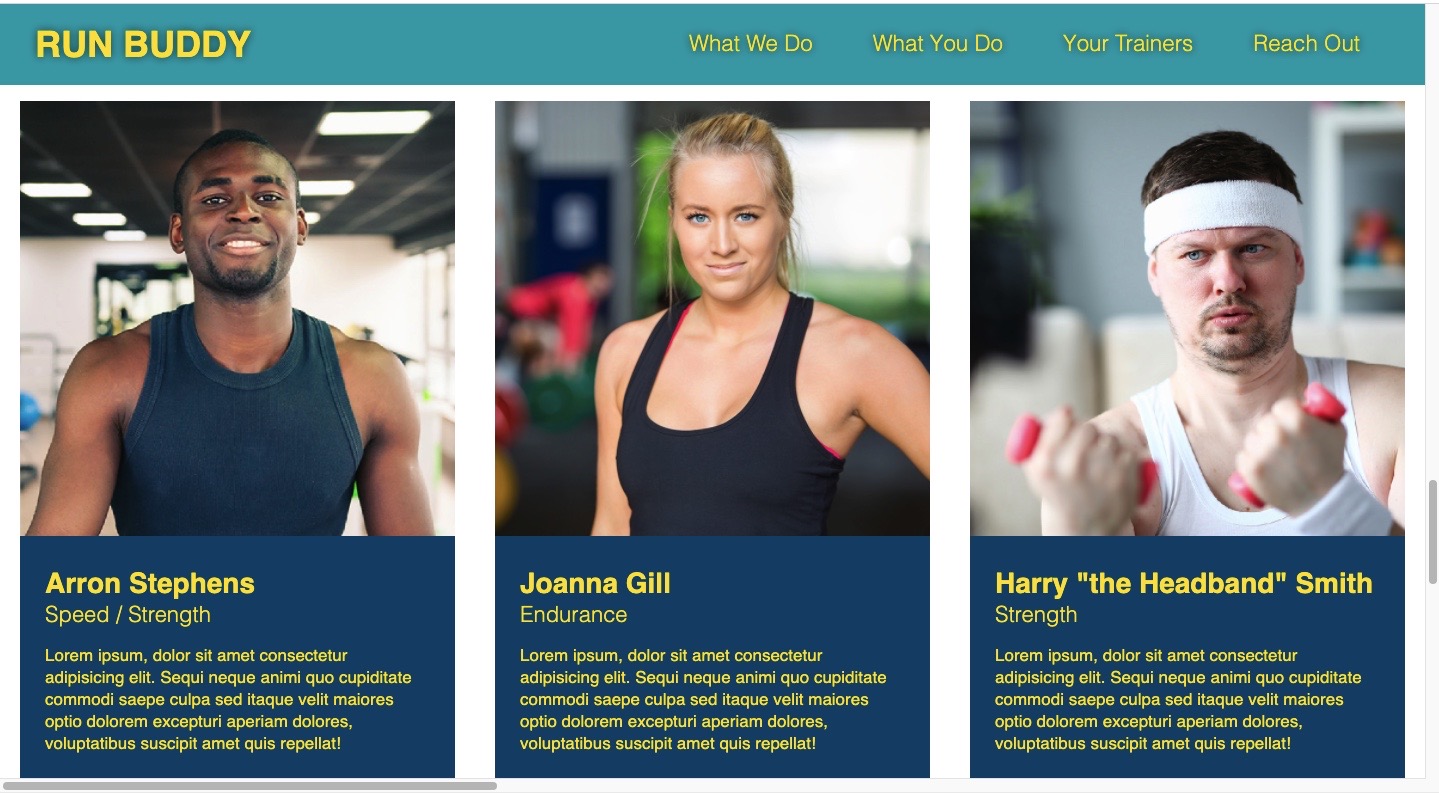 RUN BUDDY
What We Do
What You Do
Your Trainers
Reach Out
Arron Stephens
Speed / Strength
Lorem ipsum, dolor sit amet consectetur
adipisicing elit. Sequi neque animi quo cupiditate
commodi saepe culpa sed itaque velit maiores
optio dolorem excepturi aperiam dolores,
voluptatibus suscipit amet quis repellat!
Joanna Gill
Endurance
Lorem ipsum, dolor sit amet consectetur
adipisicing elit. Sequi neque animi quo cupiditate
commodi saepe culpa sed itaque velit maiores
optio dolorem excepturi aperiam dolores,
voluptatibus suscipit amet quis repellat!
Harry "the Headband" Smith
Strength
Lorem ipsum, dolor sit amet consectetur
adipisicing elit. Sequi neque animi quo cupiditate
commodi saepe culpa sed itaque velit maiores
optio dolorem excepturi aperiam dolores,
voluptatibus suscipit amet quis repellat!